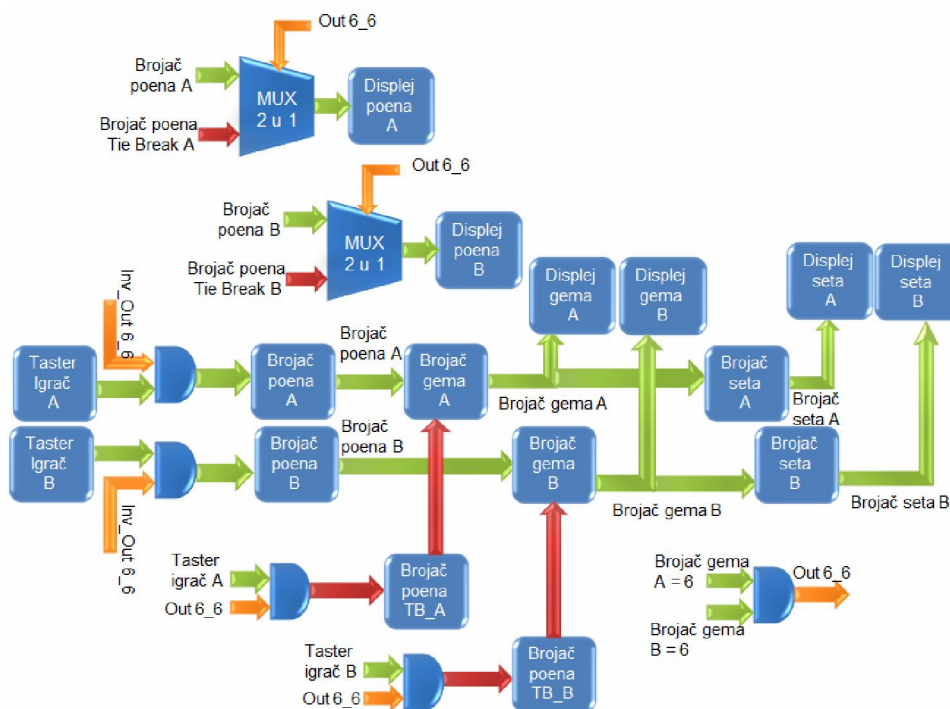 Out 6_6
Brojač
poena A
MUX
2 u 1
Displej
poena
A
Brojač poena
Tie Break A
Out 6_6
Brojač
poena B
MUX
2 u 1
Displej
poena
B
Brojač poena
Tie Break B
Displej
gema
A
Displej
gema
B
Displej
seta
A
Displej
seta
B
Inv_Out 6_6
Taster
Igrač
A
Brojač
poena
A
Brojač
poena A
Brojač
gema
A
Brojač gema A
Brojač
seta
A
Brojač
seta A
Taster
Igrač
B
Brojač
poena
B
Brojač
poena B
Brojač
gema
B
Brojač gema B
Brojač
seta
B
Brojač seta B
Inv_Out 6_6
Taster
igrač A
Out 6_6
Brojač
poena
TB_A
Brojač gema
A = 6
Out 6_6
Brojač gema
B = 6
Taster
igrač B
Out 6_6
Brojač
poena
TB_B